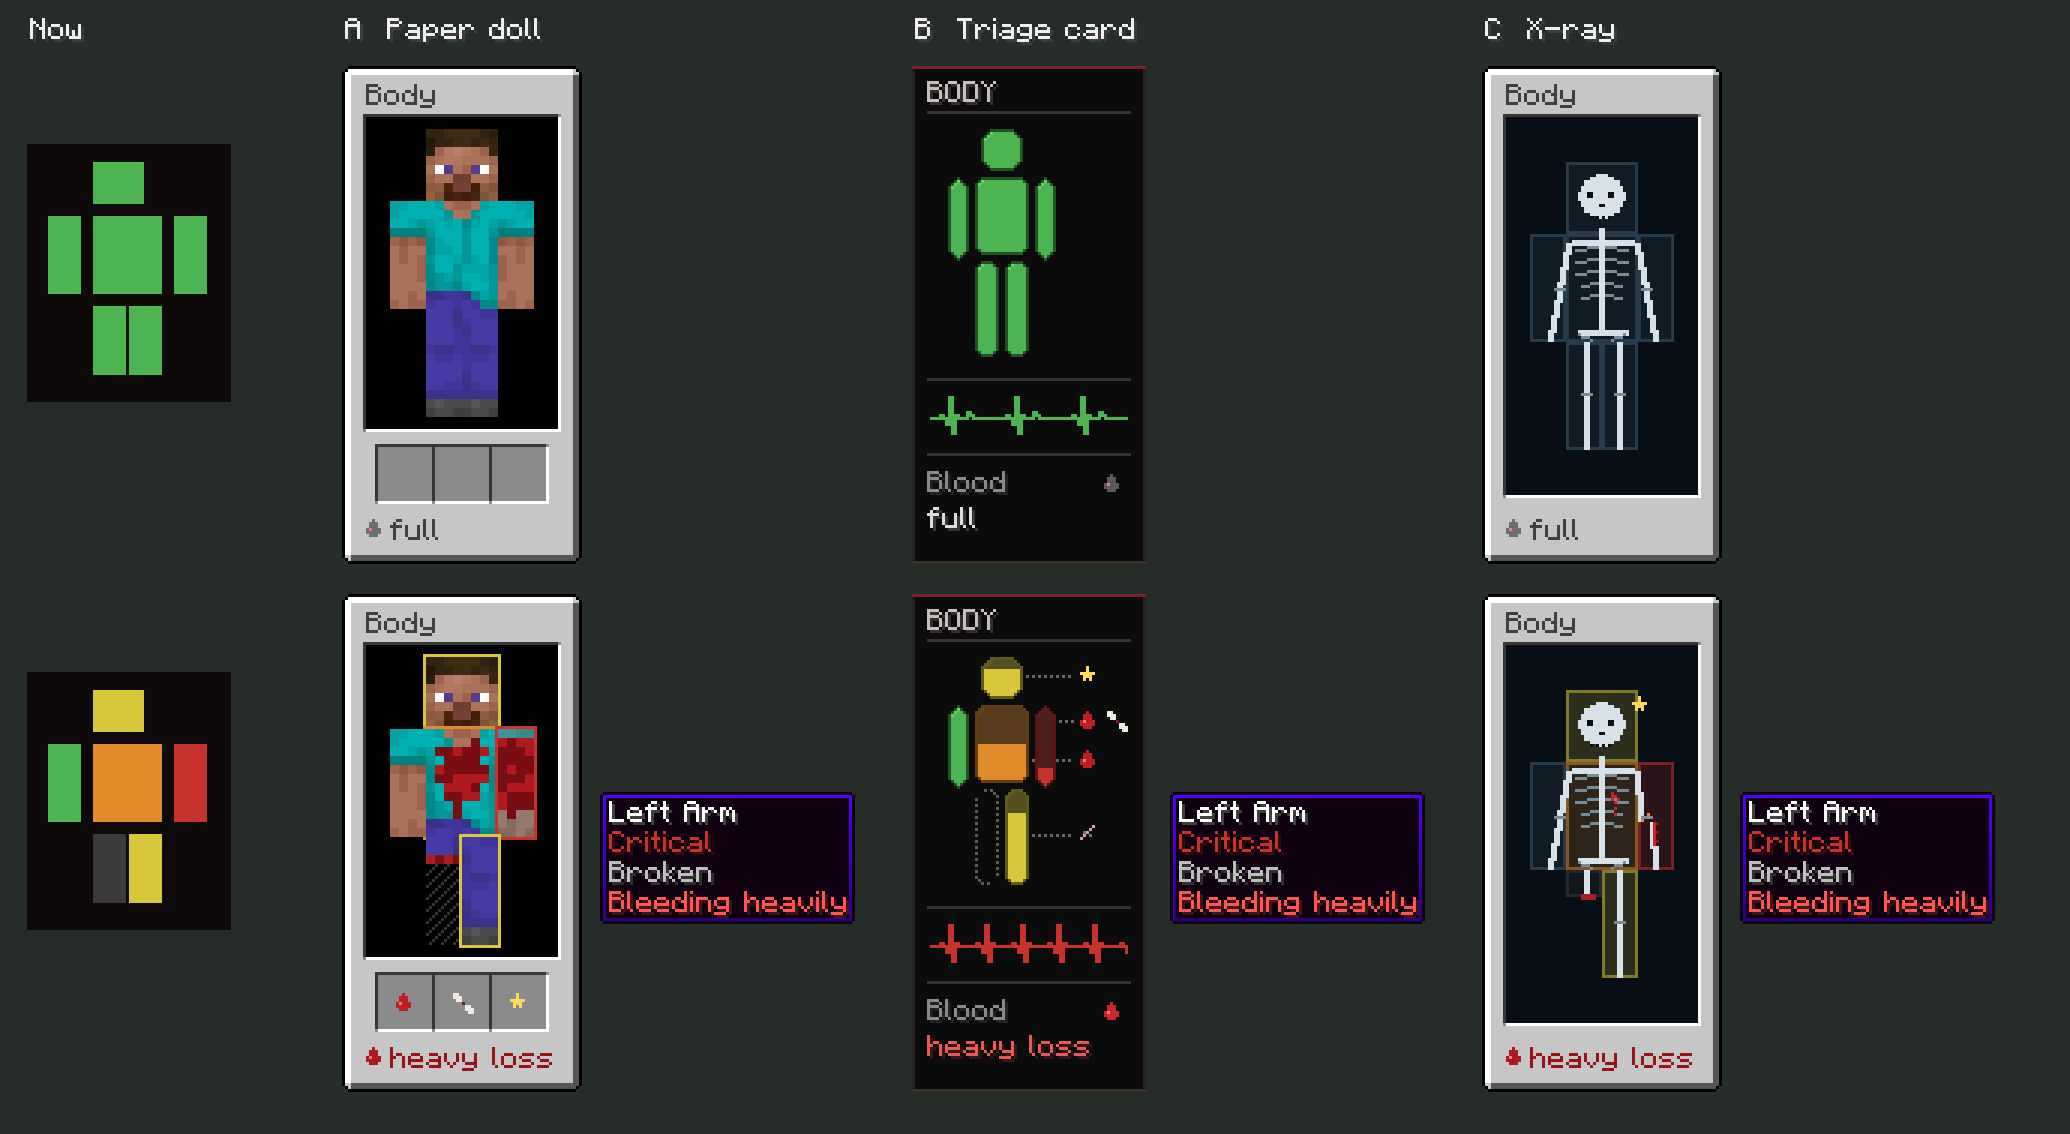 Now
A Paper doll
B Triage card
C X-ray
Body
BODY
Body
full
Blood
full
full
Body
BODY
Body
Left Arm
Critical
Broken
Bleeding heavily
Left Arm
Critical
Broken
Bleeding heavily
Left Arm
Critical
Broken
Bleeding heavily
heavy loss
Blood
heavy loss
heavy loss